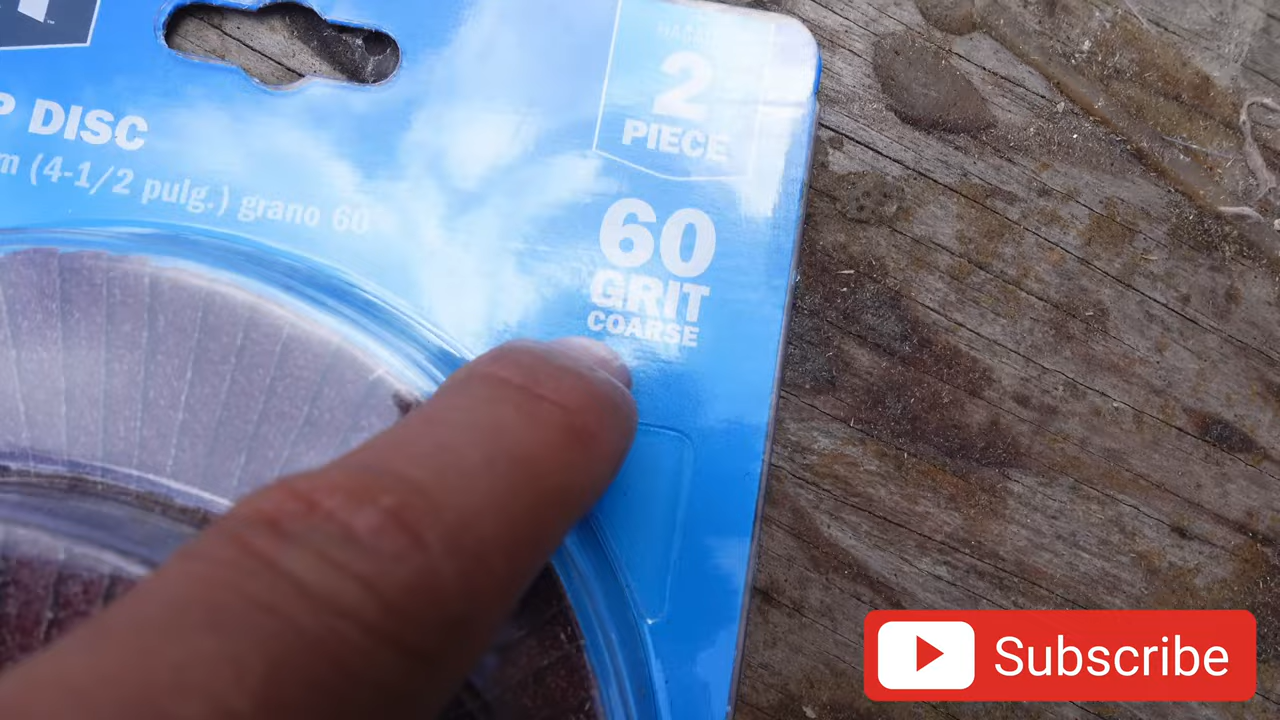 P DISC
m (4-1/2 pulg.) grano 60
2
PIECE
60
GRIT
COARSE
Subscribe